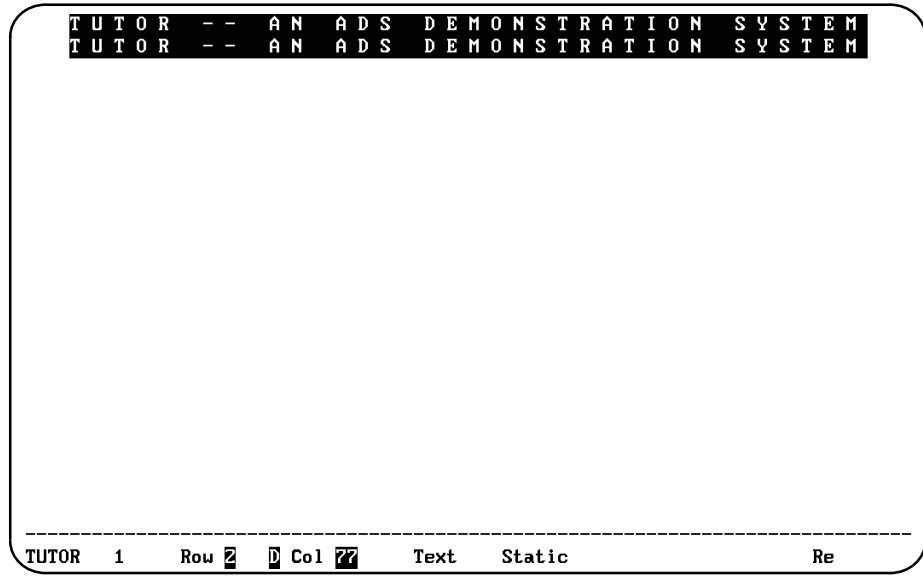 T U T O R - - A N A D S D E M O N S T R A T I O N S Y S T E M
T U T O R - - A N A D S D E M O N S T R A T I O N S Y S T E M
TUTOR 1 Row 2 D Col 77 Text Static Re